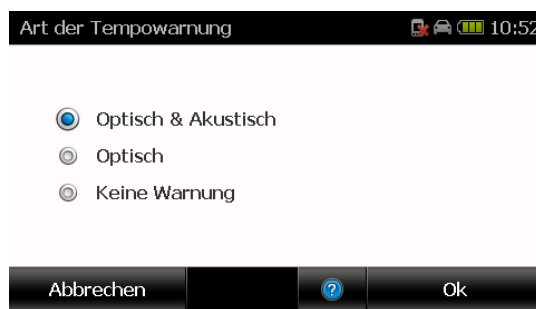 Art der Tempowarnung 10:52
Optisch & Akustisch
Optisch
Keine Warnung
Abbrechen ? Ok